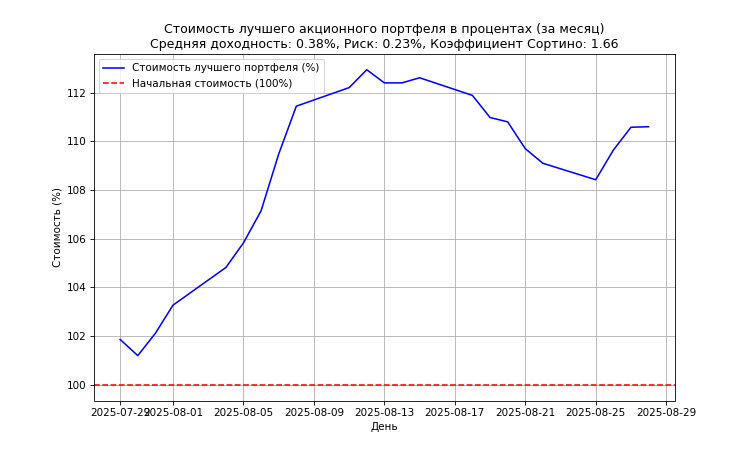 Стоимость лучшего акционного портфеля в процентах (за месяц)
Средняя доходность: 0.38%, Риск: 0.23%, Коэффициент Сортино: 1.66
Стоимость лучшего портфеля (%)
Начальная стоимость (100%)
Стоимость (%)
112
110
108
106
104
102
100
2025-07-29 2025-08-01 2025-08-05 2025-08-09 2025-08-13 2025-08-17 2025-08-21 2025-08-25 2025-08-29
День